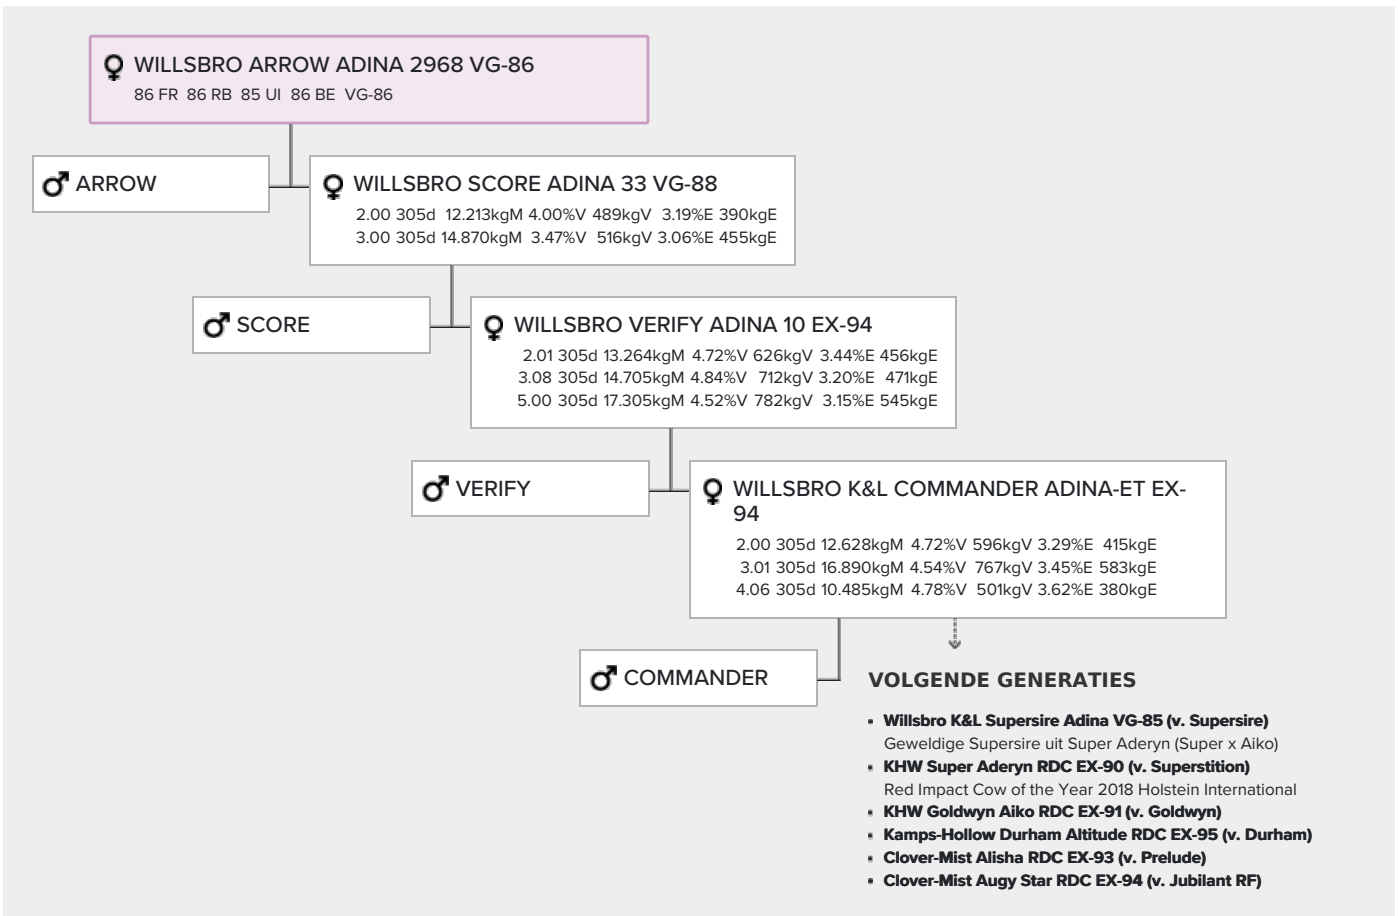 WILLSBRO ARROW ADINA 2968 VG-86
86 FR 86 RB 85 UI 86 BE VG-86
ARROW
WILLSBRO SCORE ADINA 33 VG-88
2.00 305d 12.213kgM 4.00%V 489kgV 3.19%E 390kgE
3.00 305d 14.870kgM 3.47%V 516kgV 3.06%E 455kgE
SCORE
WILLSBRO VERIFY ADINA 10 EX-94
2.01 305d 13.264kgM 4.72%V 626kgV 3.44%E 456kgE
3.08 305d 14.705kgM 4.84%V 712kgV 3.20%E 471kgE
5.00 305d 17.305kgM 4.52%V 782kgV 3.15%E 545kgE
VERIFY
WILLSBRO K&L COMMANDER ADINA-ET EX-
94
2.00 305d 12.628kgM 4.72%V 596kgV 3.29%E 415kgE
3.01 305d 16.890kgM 4.54%V 767kgV 3.45%E 583kgE
4.06 305d 10.485kgM 4.78%V 501kgV 3.62%E 380kgE
COMMANDER
VOLGENDE GENERATIES
• Willsbro K&L Supersire Adina VG-85 (v. Supersire)
Geweldige Supersire uit Super Aderyn (Super x Aiko)
• KHW Super Aderyn RDC EX-90 (v. Superstition)
Red Impact Cow of the Year 2018 Holstein International
• KHW Goldwyn Aiko RDC EX-91 (v. Goldwyn)
• Kamps-Hollow Durham Altitude RDC EX-95 (v. Durham)
• Clover-Mist Alisha RDC EX-93 (v. Prelude)
• Clover-Mist Augy Star RDC EX-94 (v. Jubilant RF)